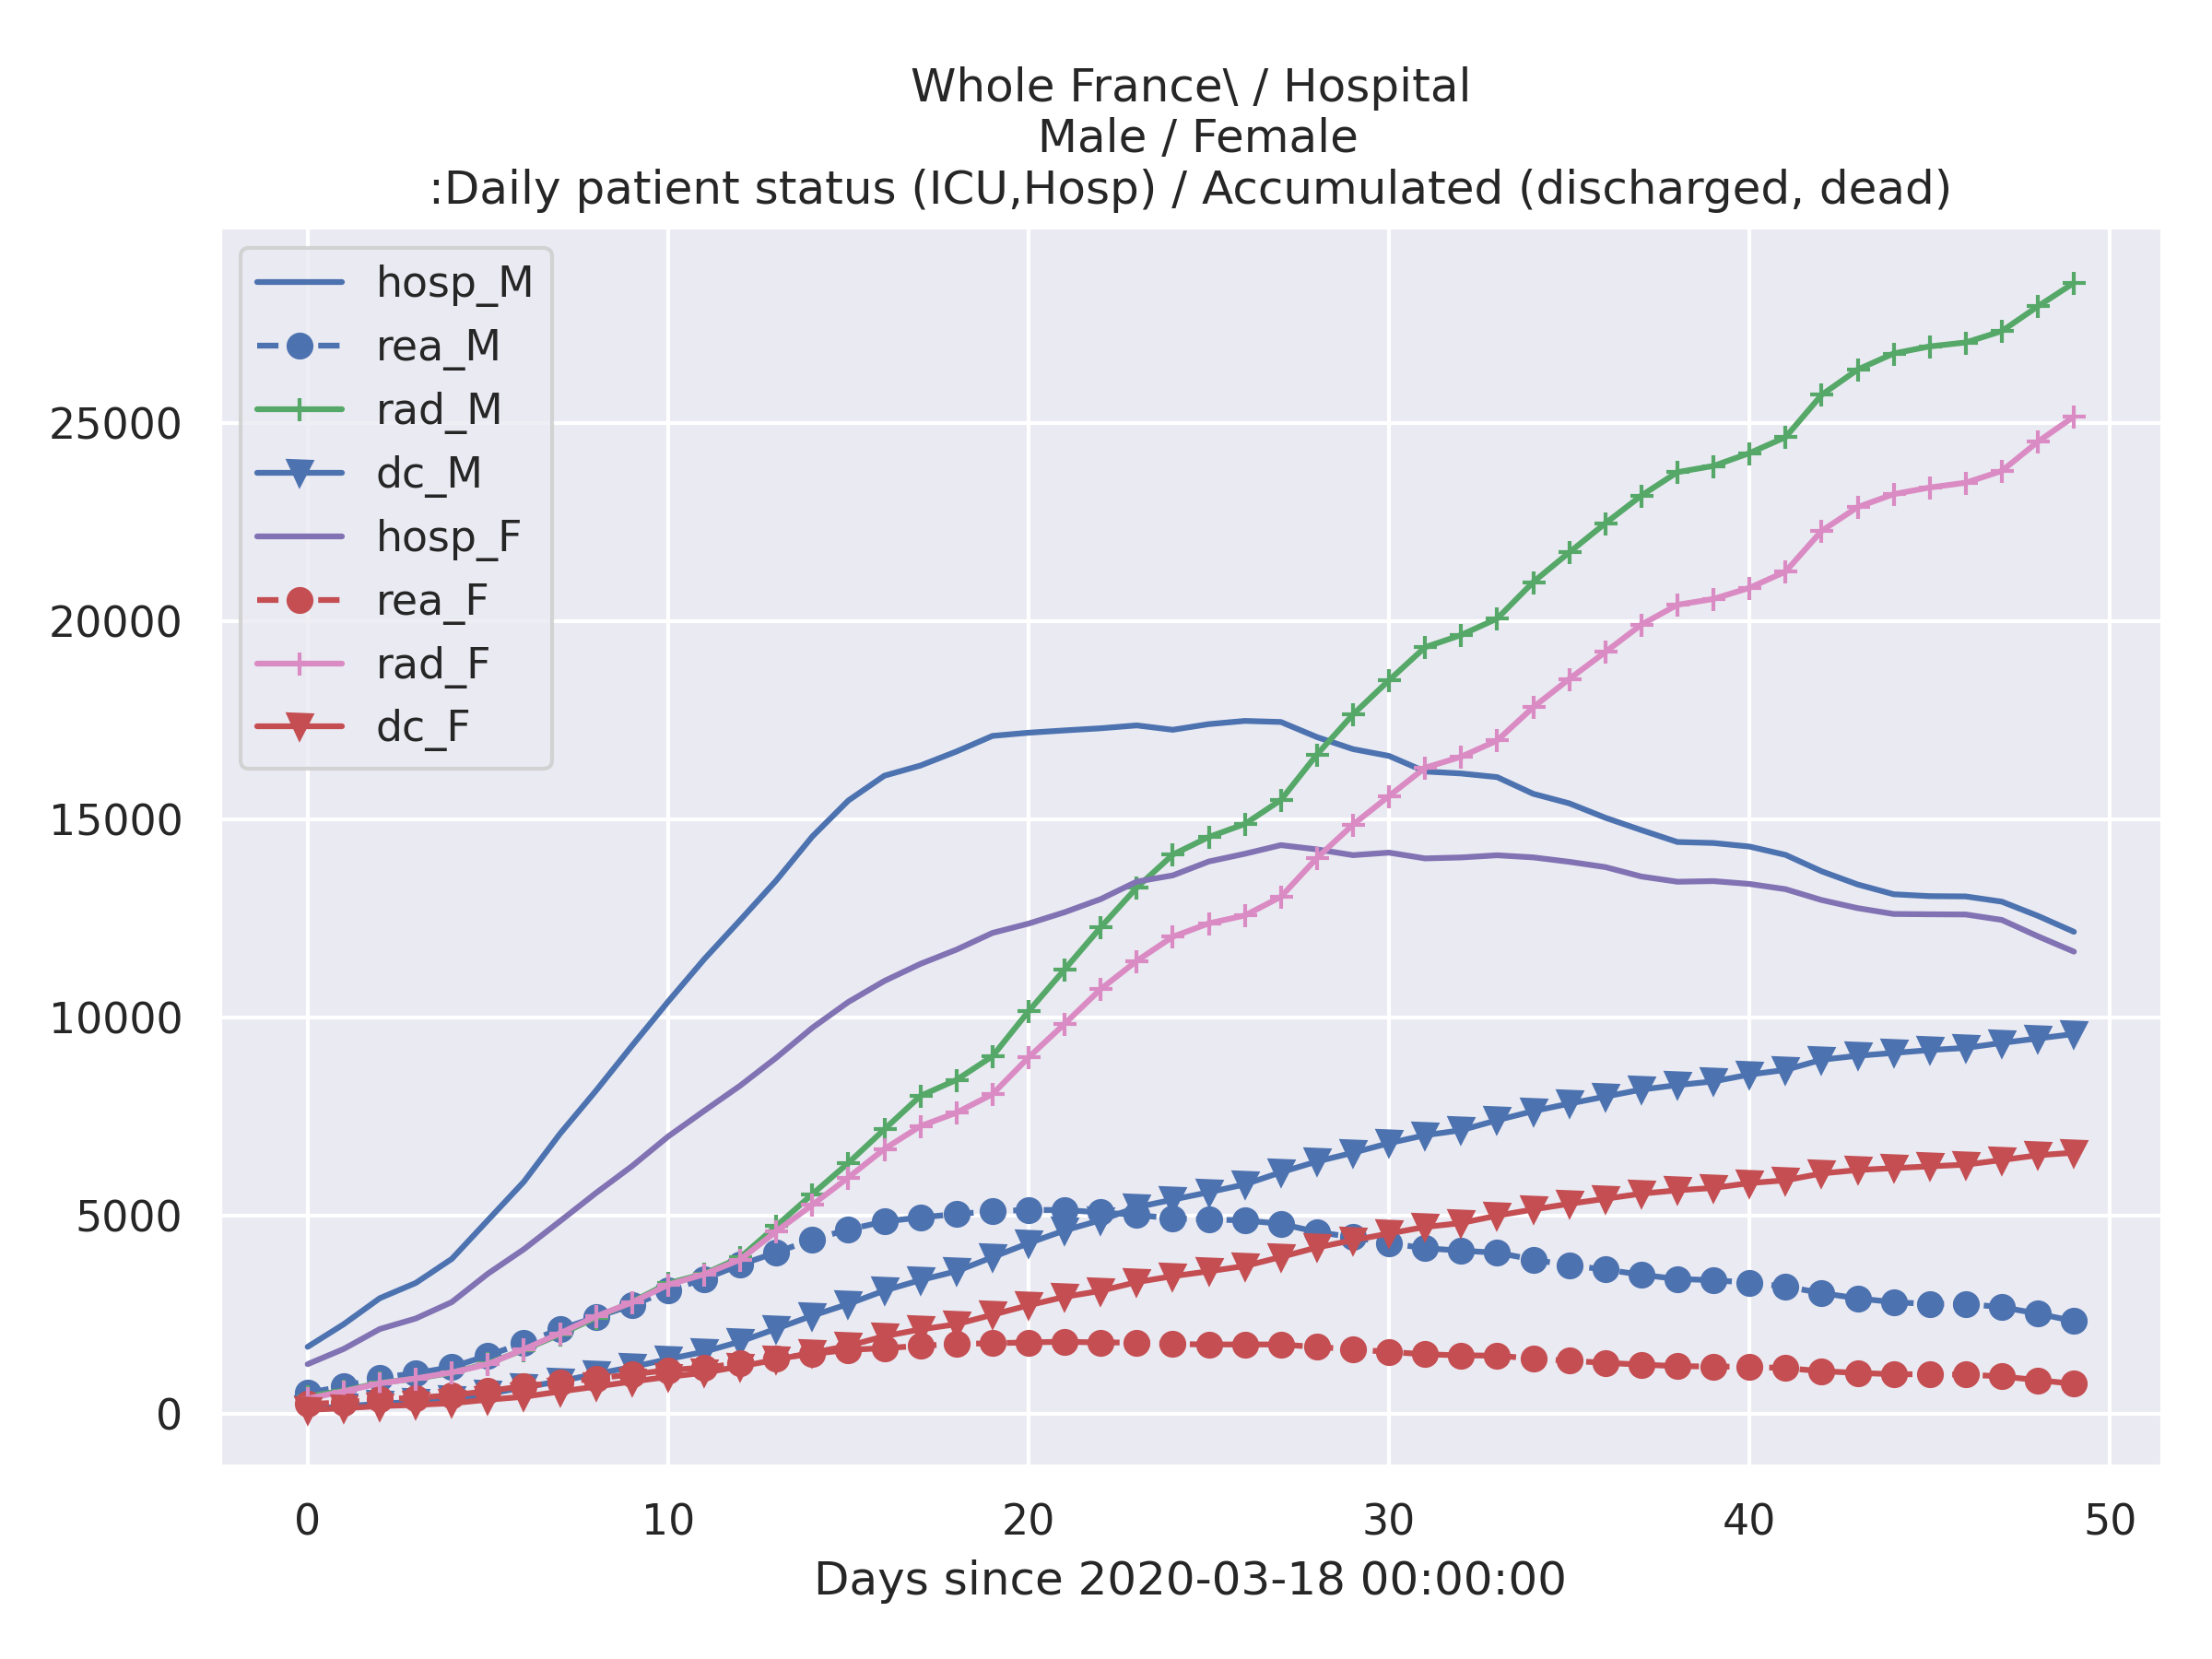 Whole France\ / Hospital
Male / Female
:Daily patient status (ICU,Hosp) / Accumulated (discharged, dead)
hosp_M
rea_M
rad_M
dc_M
hosp_F
rea_F
rad_F
dc_F
25000
20000
15000
10000
5000
0
0 10 20 30 40 50
Days since 2020-03-18 00:00:00